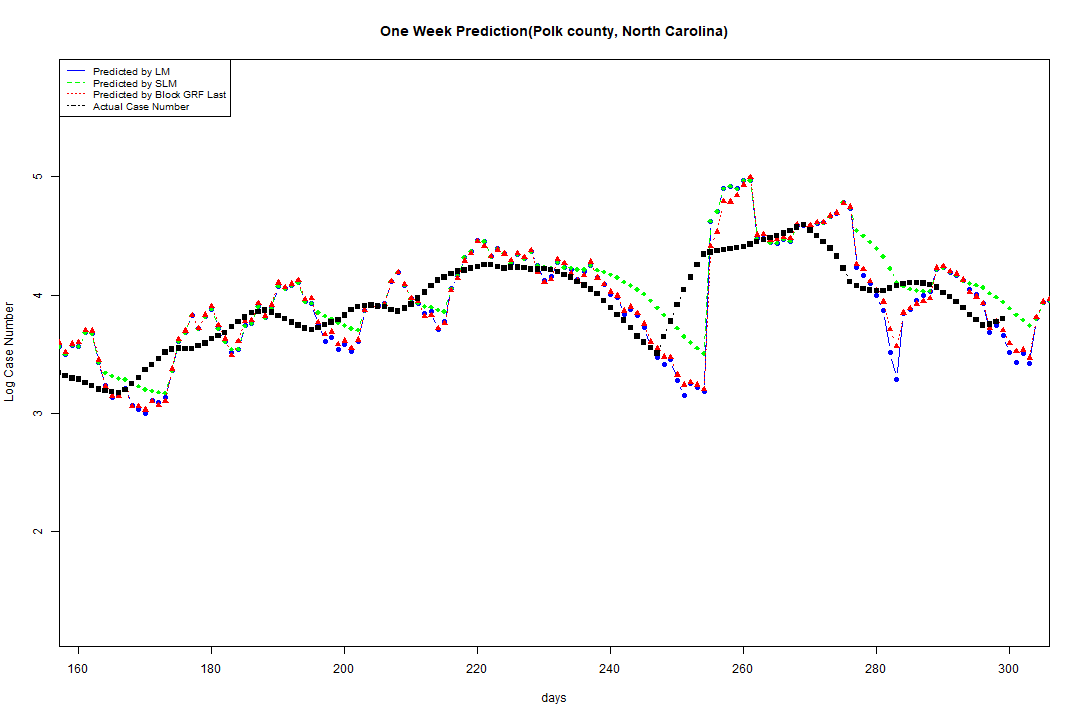 One Week Prediction(Polk county, North Carolina)
Predicted by LM
Predicted by SLM
Predicted by Block GRF Last
Actual Case Number
5
4
3
2
Log Case Number
160 180 200 220 240 260 280 300
days